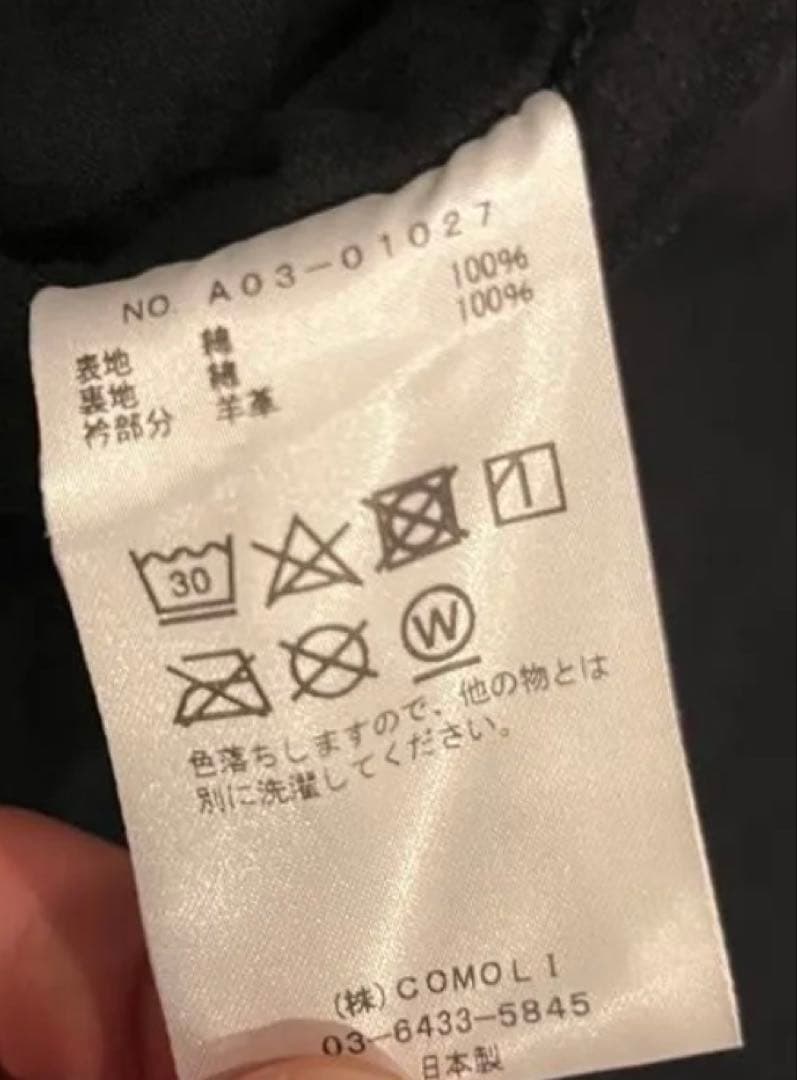 NO. A03-01027
表地 綿 100%
裏地 綿 100%
衿部分 羊革
30
W
色落ちしますので、他の物とは
別に洗濯してください。
(株)COMOLI
03-6433-5845
日本製